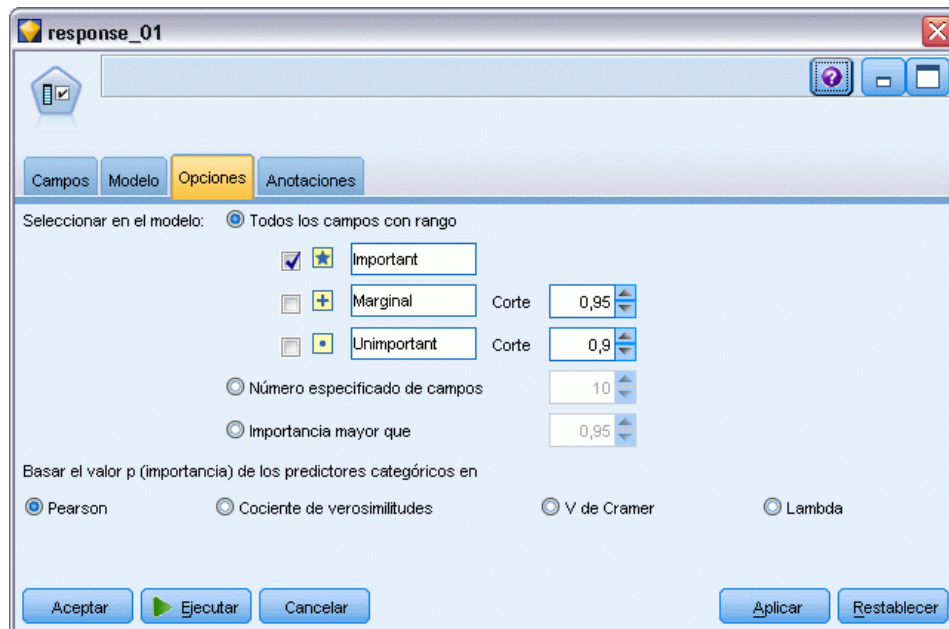 response_01
Campos Modelo Opciones Anotaciones
Seleccionar en el modelo: Todos los campos con rango
Important
Marginal Corte 0,95
Unimportant Corte 0,9
Número especificado de campos 10
Importancia mayor que 0,95
Basar el valor p (importancia) de los predictores categóricos en
Pearson Cociente de verosimilitudes V de Cramer Lambda
Aceptar Ejecutar Cancelar Aplicar Restablecer